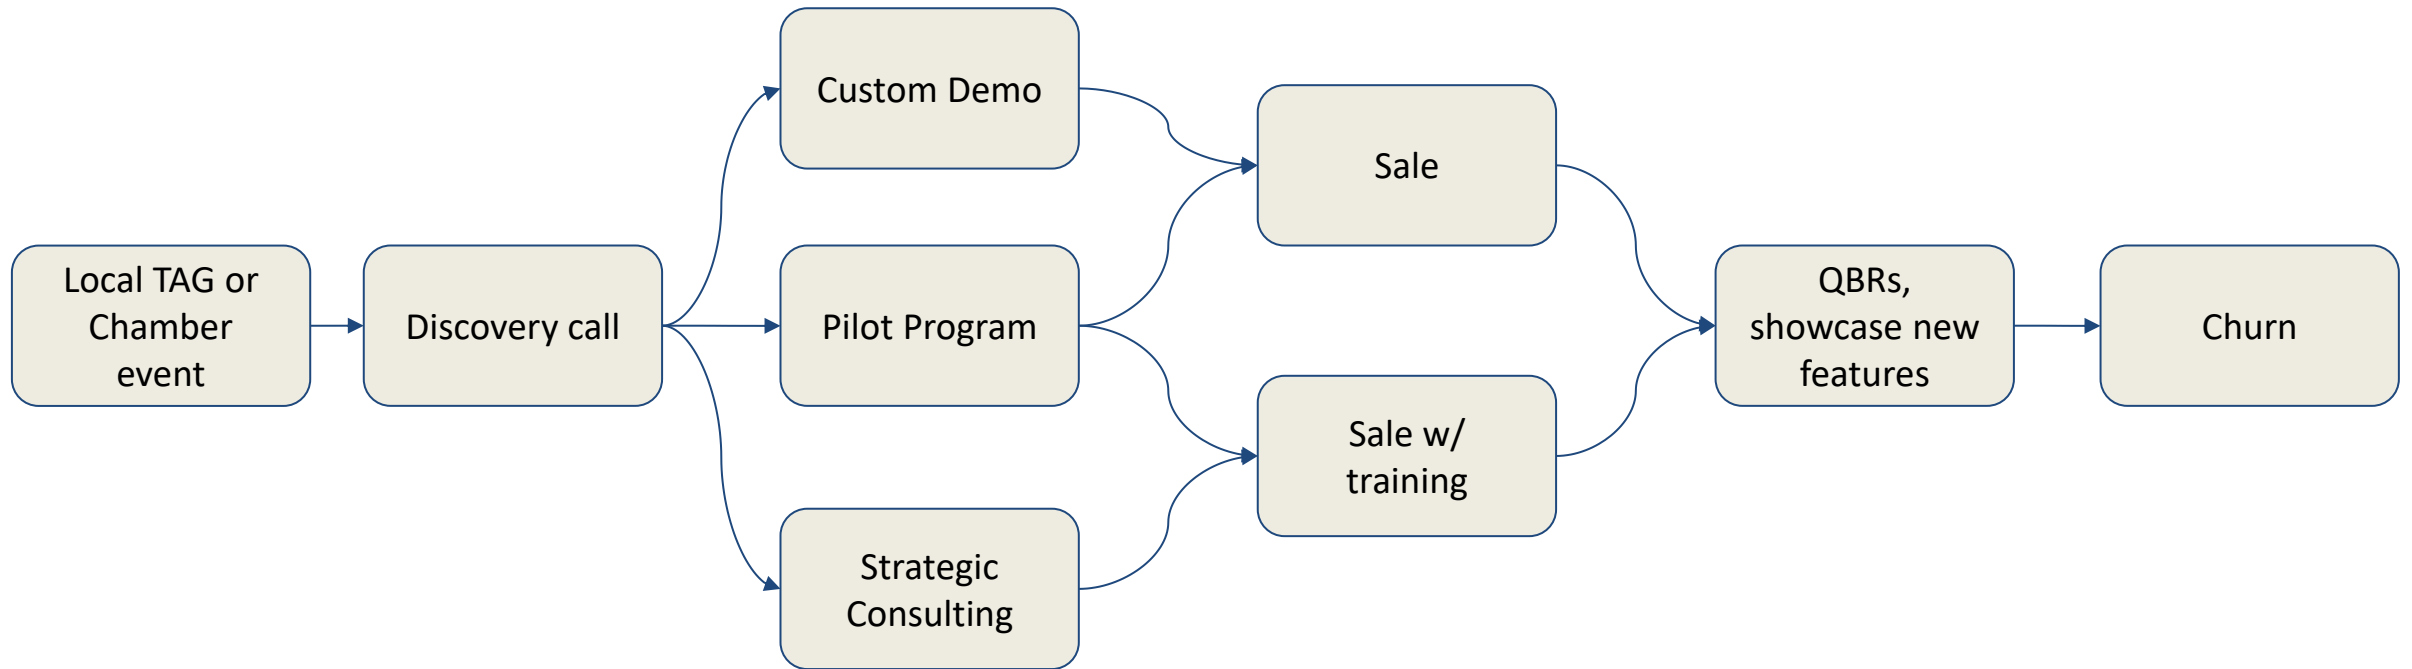 Local TAG or
Chamber
event
Discovery call
Custom Demo
Pilot Program
Strategic
Consulting
Sale
Sale w/
training
QBRs,
showcase new
features
Churn